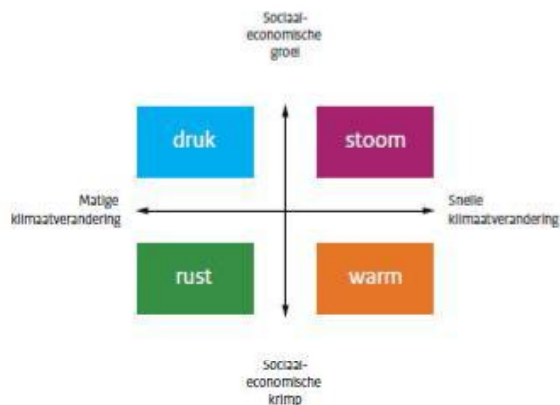 Sociaal-
economische
groei
druk
stoom
Matige
klimaatverandering
Snelle
klimaatverandering
rust
warm
Sociaal-
economische
krimp